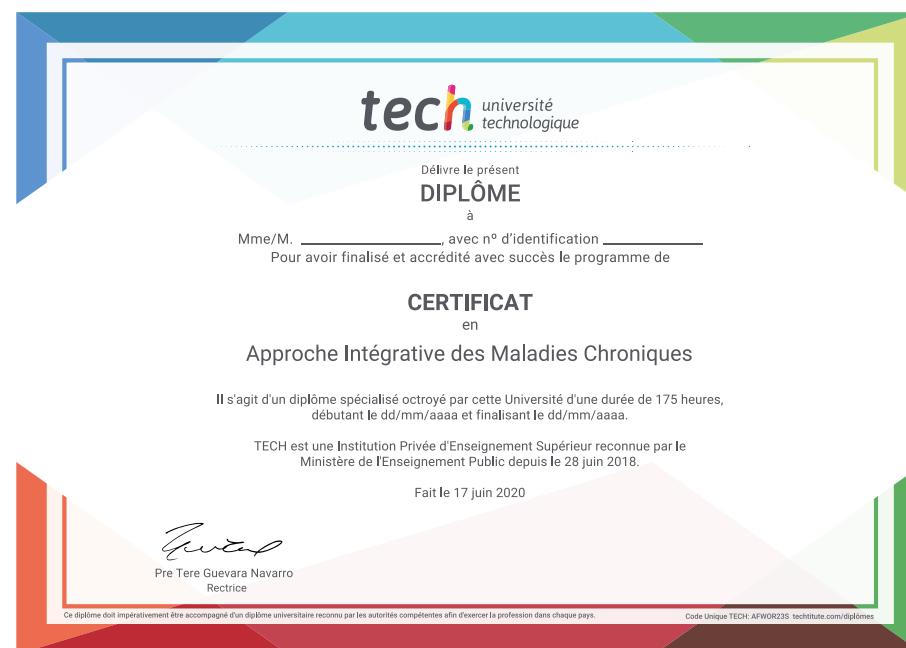 tech université
technologique
Délivre le présent
DIPLÔME
à
Mme/M. ____________________, avec nº d'identification ______________
Pour avoir finalisé et accrédité avec succès le programme de
CERTIFICAT
en
Approche Intégrative des Maladies Chroniques
Il s'agit d'un diplôme spécialisé octroyé par cette Université d'une durée de 175 heures,
débutant le dd/mm/aaaa et finalisant le dd/mm/aaaa.
TECH est une Institution Privée d'Enseignement Supérieur reconnue par le
Ministère de l'Enseignement Public depuis le 28 juin 2018.
Fait le 17 juin 2020
Pre Tere Guevara Navarro
Rectrice
Ce diplôme doit impérativement être accompagné d'un diplôme universitaire reconnu par les autorités compétentes afin d'exercer la profession dans chaque pays.
Code Unique TECH: AFWOR23S techtitute.com/diplômes